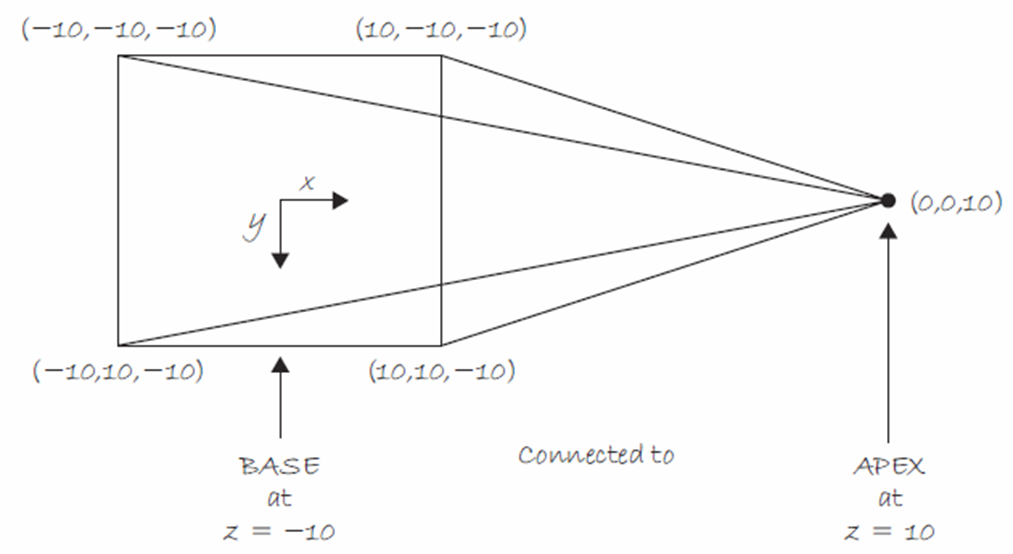 (−10,−10,−10)
(10,−10,−10)
x
y
(0,0,10)
(−10,10,−10)
(10,10,−10)
BASE
at
z = −10
Connected to
APEX
at
z = 10